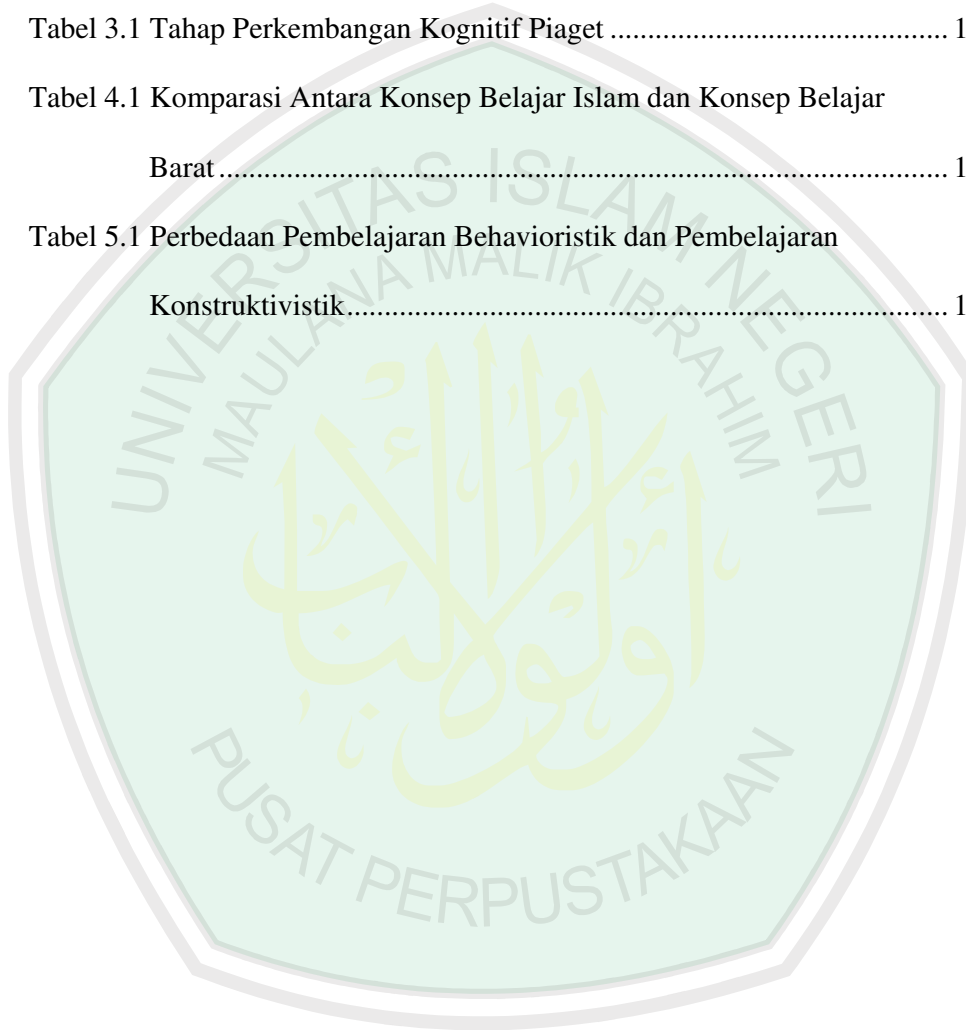 Tabel 3.1 Tahap Perkembangan Kognitif Piaget ............................................. 1
Tabel 4.1 Komparasi Antara Konsep Belajar Islam dan Konsep Belajar
Barat .................................................................................................. 1
Tabel 5.1 Perbedaan Pembelajaran Behavioristik dan Pembelajaran
Konstruktivistik................................................................................. 1
UNIVERSITAS ISLAM NEGERI
MAULANA MALIK IBRAHIM
أولوا الألباب
PUSAT PERPUSTAKAAN